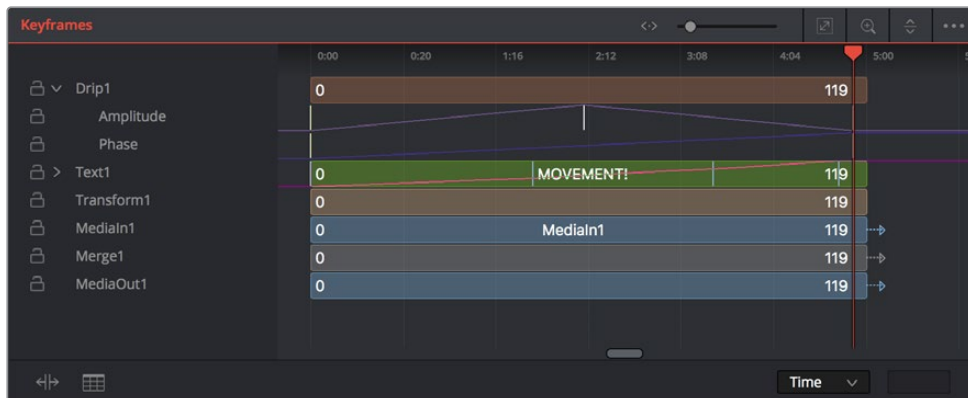 Keyframes
0:00 0:20 1:16 2:12 3:08 4:04 5:00
Drip1 0 119
Amplitude
Phase
Text1 0 MOVEMENT! 119
Transform1 0 119
MediaIn1 0 MediaIn1 119
Merge1 0 119
MediaOut1 0 119
Time